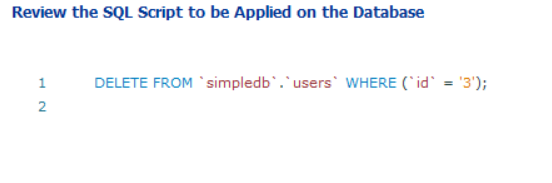 Review the SQL Script to be Applied on the Database
1 DELETE FROM `simpledb`.`users` WHERE (`id` = '3');
2